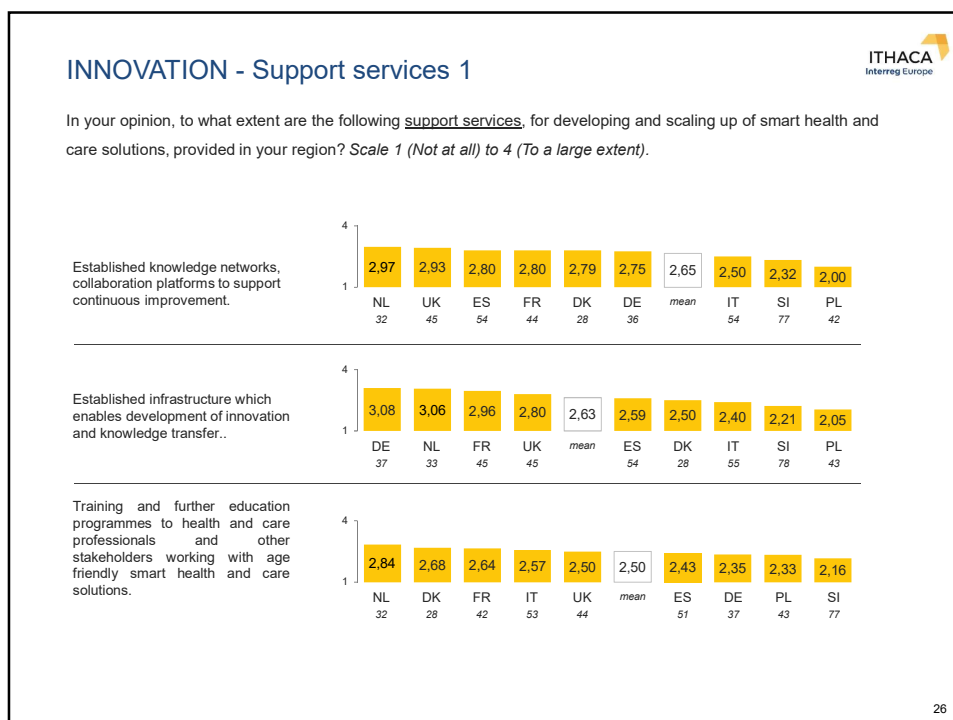 INNOVATION - Support services 1
ITHACA
Interreg Europe
In your opinion, to what extent are the following support services, for developing and scaling up of smart health and
care solutions, provided in your region? Scale 1 (Not at all) to 4 (To a large extent).
Established knowledge networks,
collaboration platforms to support
continuous improvement.
4
1
2,97 2,93 2,80 2,80 2,79 2,75 2,65 2,50 2,32 2,00
NL UK ES FR DK DE mean IT SI PL
32 45 54 44 28 36 54 77 42
Established infrastructure which
enables development of innovation
and knowledge transfer..
4
1
3,08 3,06 2,96 2,80 2,63 2,59 2,50 2,40 2,21 2,05
DE NL FR UK mean ES DK IT SI PL
37 33 45 45 54 28 55 78 43
Training and further education
programmes to health and care
professionals and other
stakeholders working with age
friendly smart health and care
solutions.
4
1
2,84 2,68 2,64 2,57 2,50 2,50 2,43 2,35 2,33 2,16
NL DK FR IT UK mean ES DE PL SI
32 28 42 53 44 51 37 43 77
26